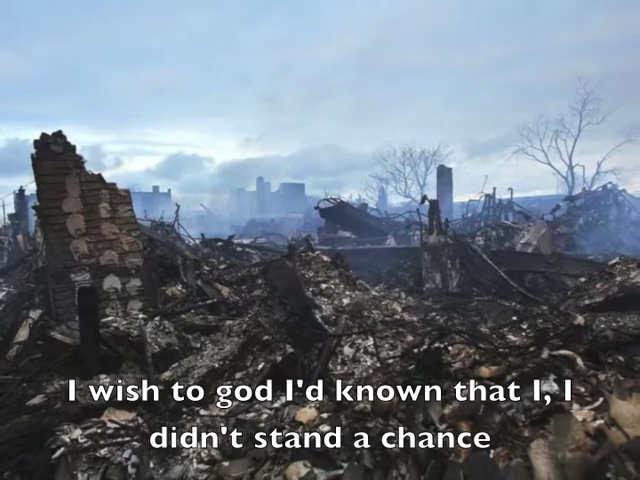 I wish to god I'd known that I, I
didn't stand a chance